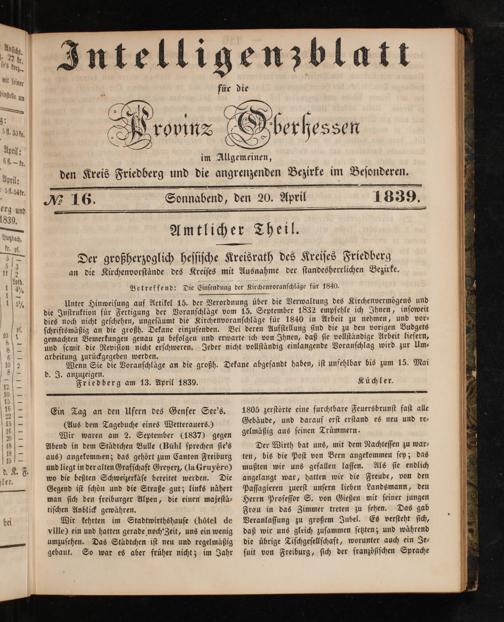 Intelligenzblatt
für die
Provinz Oberhessen
im Allgemeinen,
den Kreis Friedberg und die angrenzenden Bezirke im Besonderen.
№ 16. Sonnabend, den 20. April 1839.
Amtlicher Theil.
Der großherzoglich hessische Kreisrath des Kreises Friedberg
an die Kirchenvorstände des Kreises mit Ausnahme der standesherrlichen Bezirke.
Betreffend: Die Einsendung der Kirchenvoranschläge für 1840.
Unter Hinweisung auf Artikel 15. der Verordnung über die Verwaltung des Kirchenvermögens und
die Instruktion für Fertigung der Voranschläge vom 15. September 1832 empfehle ich Ihnen, insoweit
dies noch nicht geschehen, ungesäumt die Kirchenvoranschläge für 1840 in Arbeit zu nehmen, und vor-
schriftsmäßig an die großh. Dekane einzusenden. Bei deren Aufstellung sind die zu den vorigen Budgets
gemachten Bemerkungen genau zu befolgen und erwarte ich von Ihnen, daß sie vollständige Arbeit liefern,
und somit die Revision nicht erschweren. Jeder nicht vollständig einlangende Voranschlag wird zur Um-
arbeitung zurückgegeben werden.
Wenn Sie die Voranschläge an die großh. Dekane abgesandt haben, ist unfehlbar bis zum 15. Mai
d. J. anzuzeigen.
Friedberg am 13. April 1839. Küchler.
Ein Tag an den Ufern des Genfer See's.
(Aus dem Tagebuche eines Wetterauers.)
Wir waren am 2. September (1837) gegen
Abend in dem Städtchen Bulle (Bühl sprechen sie's
aus) angekommen; das gehört zum Canton Freiburg
und liegt in der alten Grafschaft Greyerz, (la Gruyère)
wo die besten Schweizerkäse bereitet werden. Die
Gegend ist schön und die Straße gut; links nähert
man sich den freiburger Alpen, die einen majestä-
tischen Anblick gewähren.
Wir kehrten im Stadtwirthshause (hôtel de
ville) ein und hatten gerade noch Zeit, uns ein wenig
umzusehen. Das Städtchen ist neu und regelmäßig
gebaut. So war es aber früher nicht; im Jahr
1805 zerstörte eine furchtbare Feuersbrunst fast alle
Gebäude, und darauf erst erstand es neu und re-
gelmäßig aus seinen Trümmern.
Der Wirth bat uns, mit dem Nachtessen zu war-
ten, bis die Post von Bern angekommen sey; das
mußten wir uns gefallen lassen. Als sie endlich
angelangt war, hatten wir die Freude, von den
Passagieren zuerst unsern lieben Landsmann, den
Herrn Professor S. von Gießen mit seiner jungen
Frau in das Zimmer treten zu sehen. Das gab
Veranlassung zu großem Jubel. Es versteht sich,
daß wir uns gleich zusammen setzten; und während
die übrige Tischgesellschaft, worunter auch ein Je-
suit von Freiburg, sich der französischen Sprache